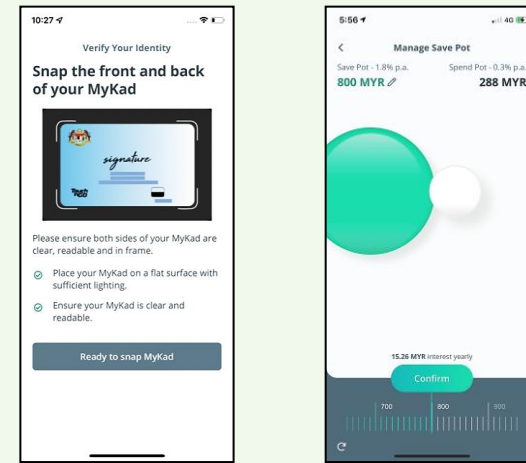 10:27
Verify Your Identity
Snap the front and back
of your MyKad
signature
Touch
'nGO
Please ensure both sides of your MyKad are
clear, readable and in frame.
Place your MyKad on a flat surface with
sufficient lighting.
Ensure your MyKad is clear and
readable.
Ready to snap MyKad
5:56
4G
Manage Save Pot
Save Pot - 1.8% p.a.
Spend Pot - 0.3% p.a.
800 MYR
288 MYR
15.26 MYR interest yearly
Confirm
700
800
900